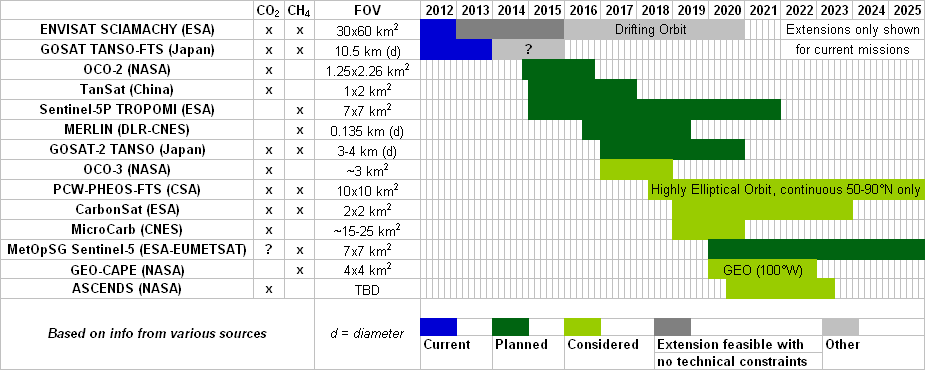 CO2 CH4 FOV 2012 2013 2014 2015 2016 2017 2018 2019 2020 2021 2022 2023 2024 2025
ENVISAT SCIAMACHY (ESA) x x 30x60 km2 Drifting Orbit Extensions only shown
GOSAT TANSO-FTS (Japan) x x 10.5 km (d) ? for current missions
OCO-2 (NASA) x 1.25x2.26 km2
TanSat (China) x 1x2 km2
Sentinel-5P TROPOMI (ESA) x 7x7 km2
MERLIN (DLR-CNES) x 0.135 km (d)
GOSAT-2 TANSO (Japan) x x 3-4 km (d)
OCO-3 (NASA) x ~3 km2
PCW-PHEOS-FTS (CSA) x x 10x10 km2 Highly Elliptical Orbit, continuous 50-90°N only
CarbonSat (ESA) x x 2x2 km2
MicroCarb (CNES) x ~15-25 km2
MetOpSG Sentinel-5 (ESA-EUMETSAT) ? x 7x7 km2
GEO-CAPE (NASA) x 4x4 km2 GEO (100°W)
ASCENDS (NASA) x TBD
Based on info from various sources d = diameter
Current Planned Considered Extension feasible with Other
no technical constraints